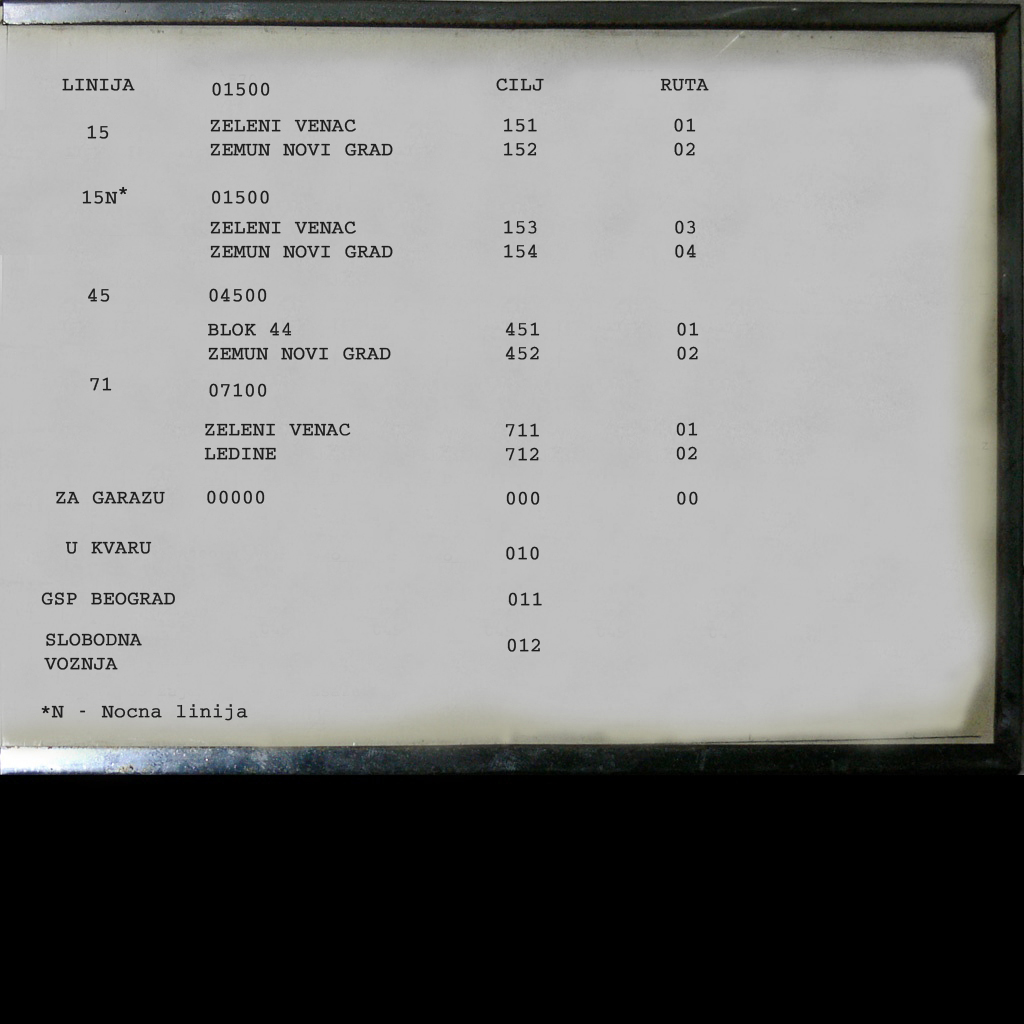 LINIJA 01500 CILJ RUTA
15 ZELENI VENAC 151 01
ZEMUN NOVI GRAD 152 02
15N* 01500
ZELENI VENAC 153 03
ZEMUN NOVI GRAD 154 04
45 04500
BLOK 44 451 01
ZEMUN NOVI GRAD 452 02
71 07100
ZELENI VENAC 711 01
LEDINE 712 02
ZA GARAZU 00000 000 00
U KVARU 010
GSP BEOGRAD 011
SLOBODNA 012
VOZNJA
*N - Nocna linija